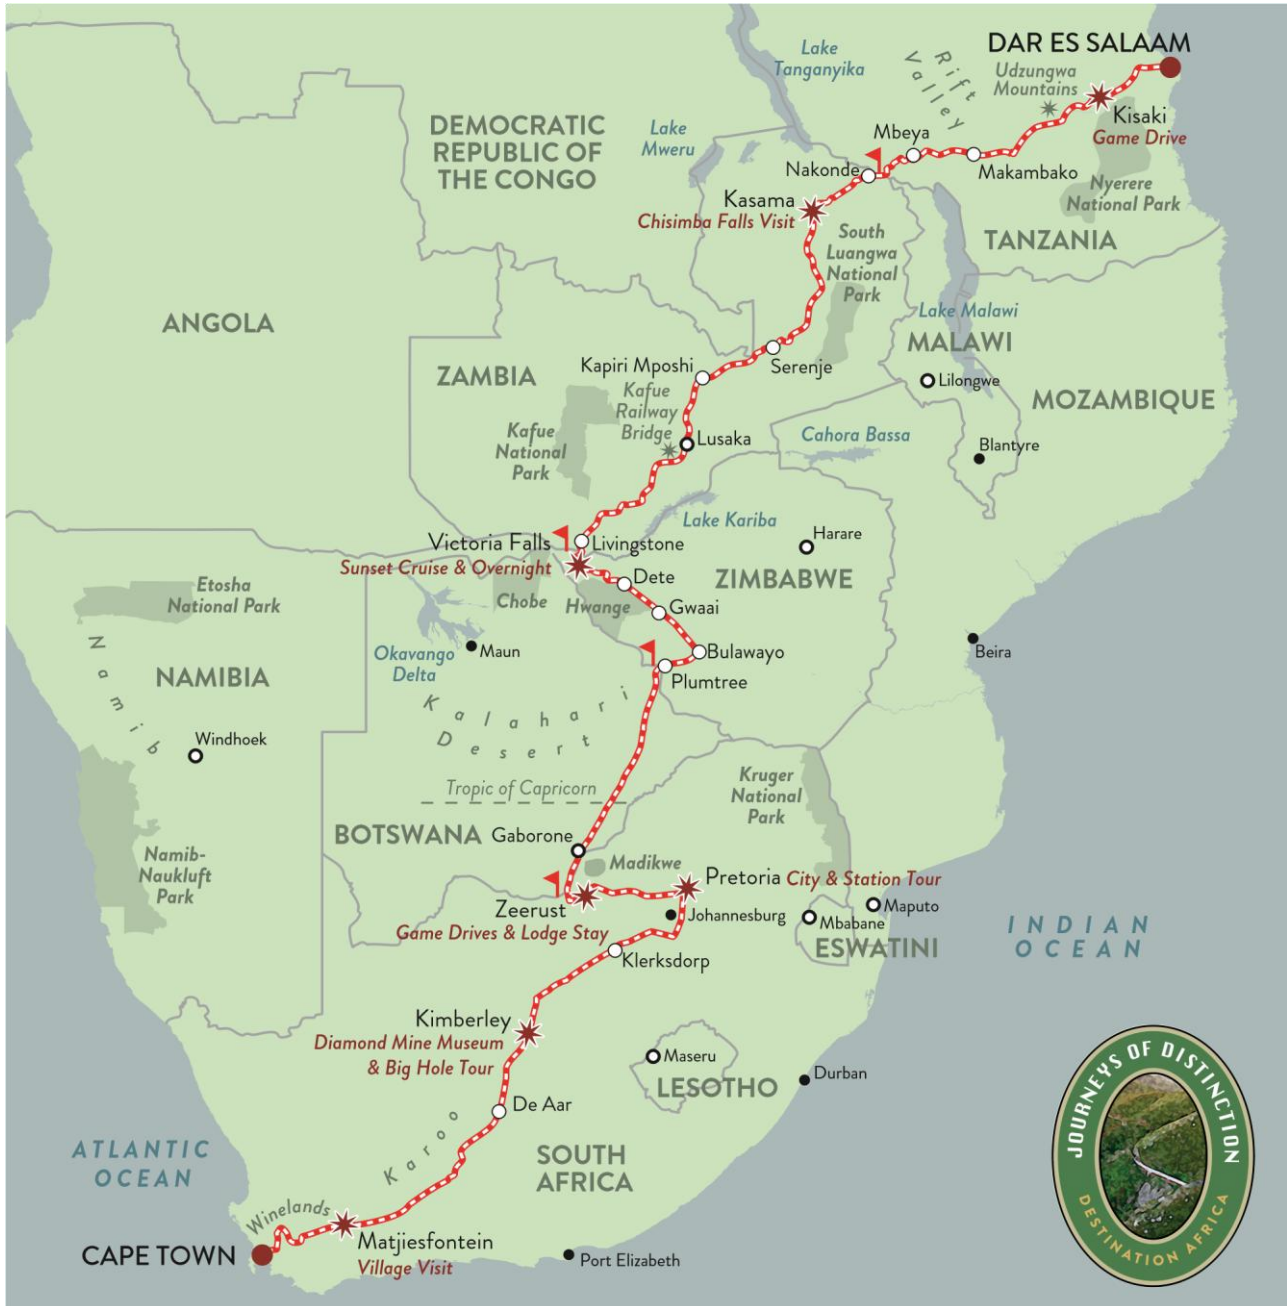 DAR ES SALAAM
Lake
Tanganyika
Rift
Valley
Udzungwa
Mountains
Kisaki
Game Drive
DEMOCRATIC
REPUBLIC OF
THE CONGO
Lake
Mweru
Mbeya
Nakonde
Makambako
Nyerere
National Park
Kasama
Chisimba Falls Visit
South
Luangwa
National
Park
TANZANIA
ANGOLA
Lake Malawi
MALAWI
ZAMBIA
Kapiri Mposhi
Serenje
Lilongwe
MOZAMBIQUE
Kafue
Railway
Bridge
Kafue
National
Park
Lusaka
Cahora Bassa
Blantyre
Lake Kariba
Victoria Falls
Sunset Cruise & Overnight
Livingstone
Harare
ZIMBABWE
Dete
Chobe
Hwange
Gwaai
Etosha
National Park
Namib
NAMIBIA
Okavango
Delta
Maun
Bulawayo
Beira
Plumtree
Kalahari
Desert
Windhoek
Tropic of Capricorn
Kruger
National
Park
BOTSWANA
Gaborone
Namib-
Naukluft
Park
Madikwe
Pretoria City & Station Tour
Zeerust
Game Drives & Lodge Stay
Johannesburg
Mbabane
Maputo
ESWATINI
INDIAN
OCEAN
Klerksdorp
Kimberley
Diamond Mine Museum
& Big Hole Tour
Maseru
LESOTHO
Durban
De Aar
Karoo
ATLANTIC
OCEAN
SOUTH
AFRICA
Winelands
CAPE TOWN
Matjiesfontein
Village Visit
Port Elizabeth
JOURNEYS OF DISTINCTION
DESTINATION AFRICA